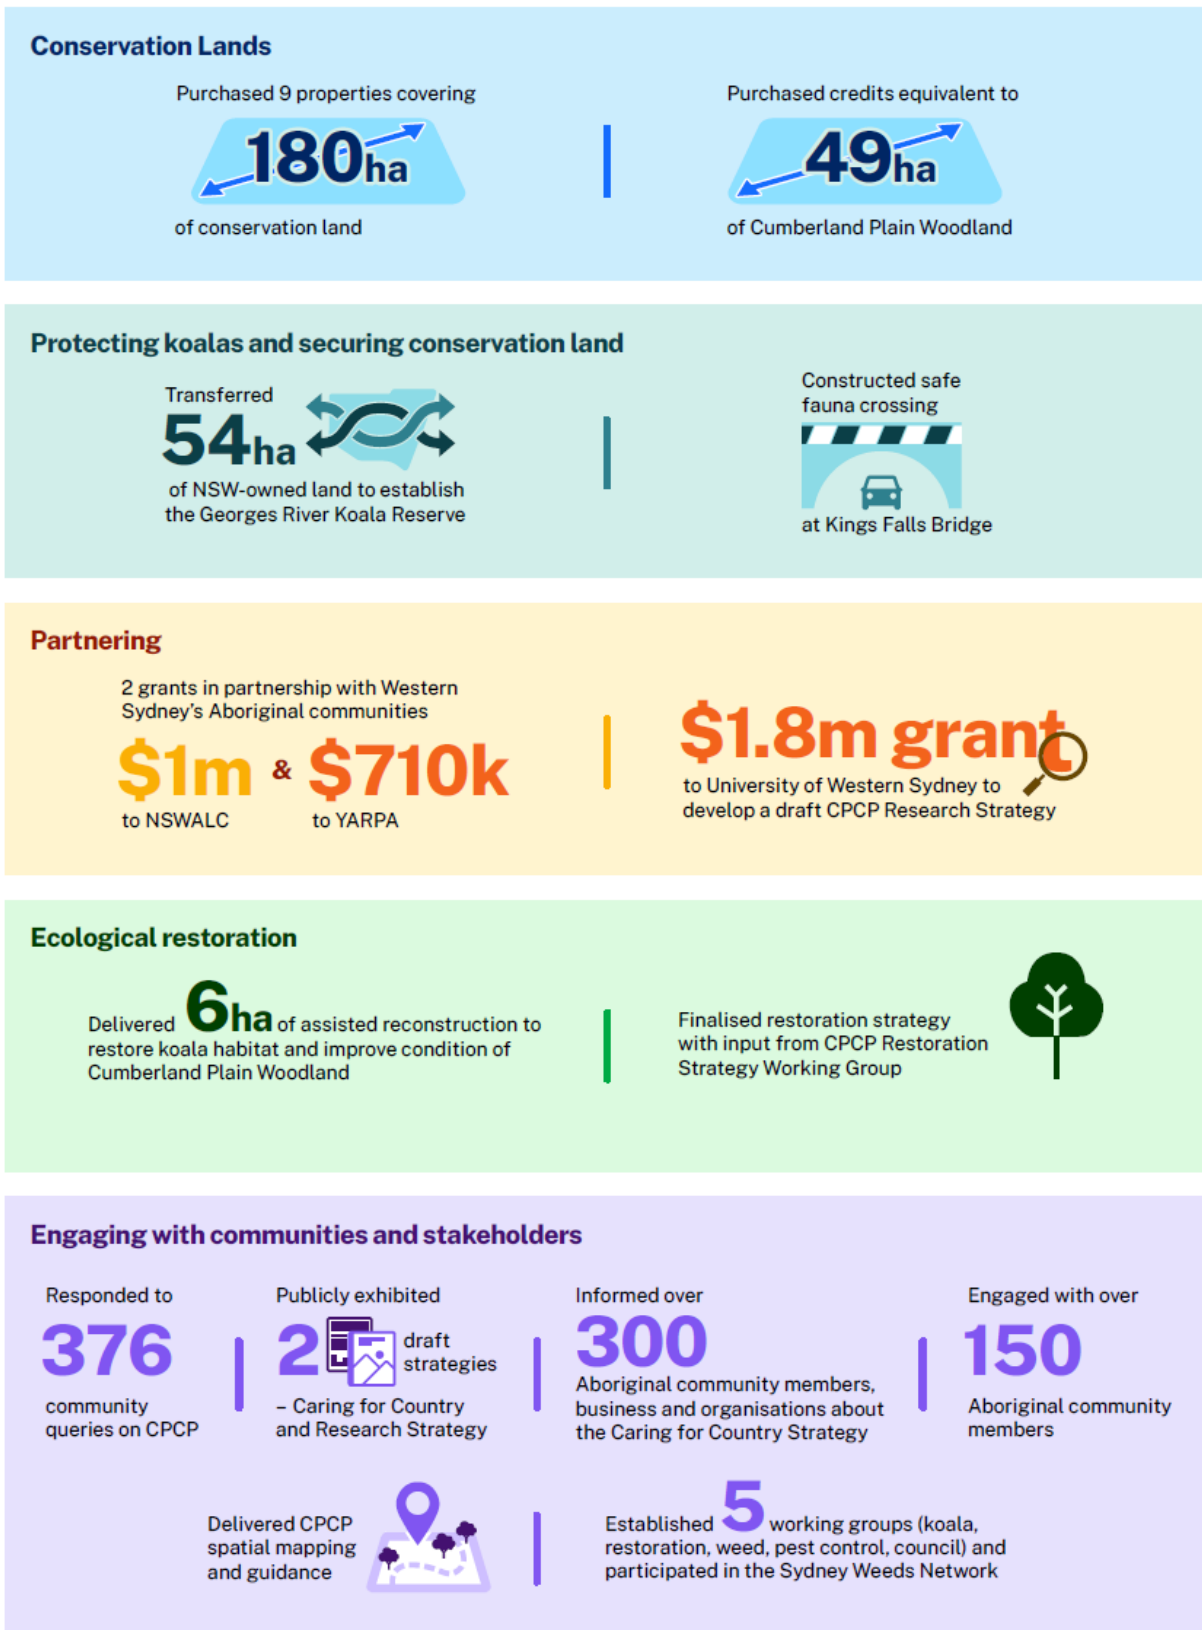 Conservation Lands
Purchased 9 properties covering
180ha
of conservation land
Purchased credits equivalent to
49ha
of Cumberland Plain Woodland
Protecting koalas and securing conservation land
Transferred
54ha
of NSW-owned land to establish
the Georges River Koala Reserve
Constructed safe
fauna crossing
at Kings Falls Bridge
Partnering
2 grants in partnership with Western
Sydney's Aboriginal communities
$1m & $710k
to NSWALC to YARPA
$1.8m grant
to University of Western Sydney to
develop a draft CPCP Research Strategy
Ecological restoration
Delivered 6ha of assisted reconstruction to
restore koala habitat and improve condition of
Cumberland Plain Woodland
Finalised restoration strategy
with input from CPCP Restoration
Strategy Working Group
Engaging with communities and stakeholders
Responded to
376
community
queries on CPCP
Publicly exhibited
2 draft
strategies
– Caring for Country
and Research Strategy
Informed over
300
Aboriginal community members,
business and organisations about
the Caring for Country Strategy
Engaged with over
150
Aboriginal community
members
Delivered CPCP
spatial mapping
and guidance
Established 5 working groups (koala,
restoration, weed, pest control, council) and
participated in the Sydney Weeds Network